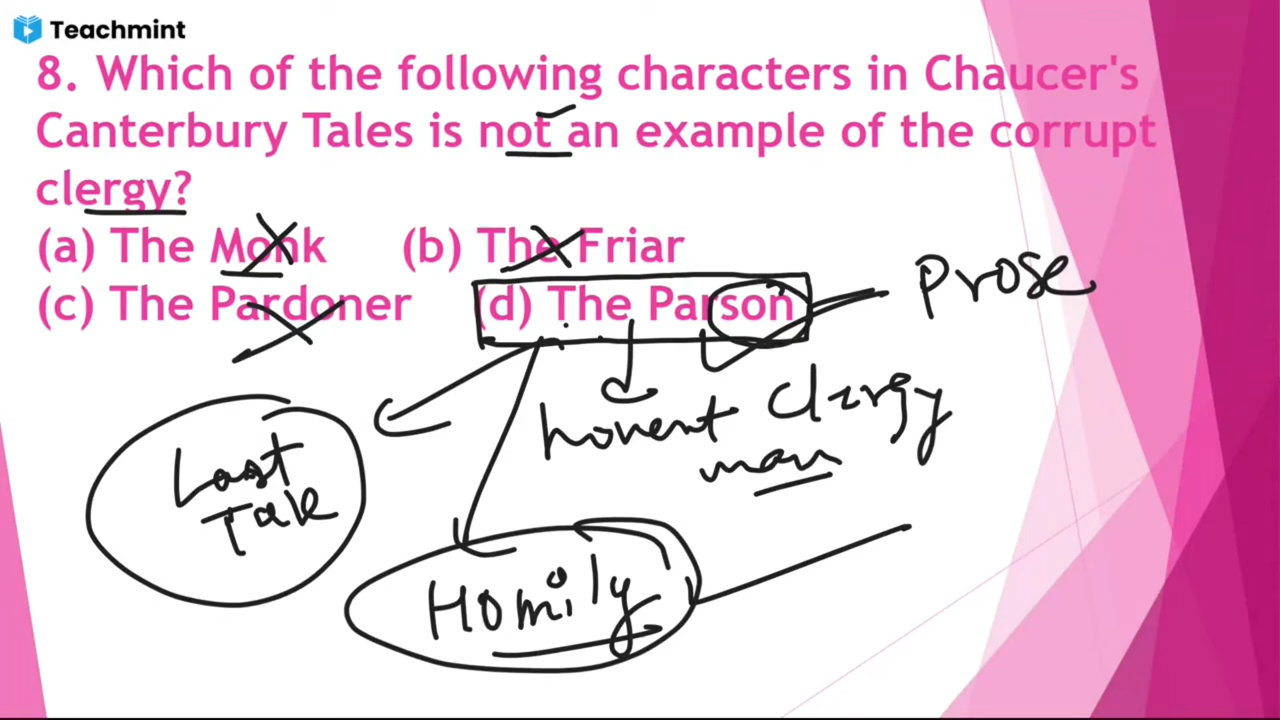 Teachmint
8. Which of the following characters in Chaucer's
Canterbury Tales is not an example of the corrupt
clergy?
(a) The Monk (b) The Friar
(c) The Pardoner (d) The Parson
Prose
honest Clergy
man
Last
Tale
Homily